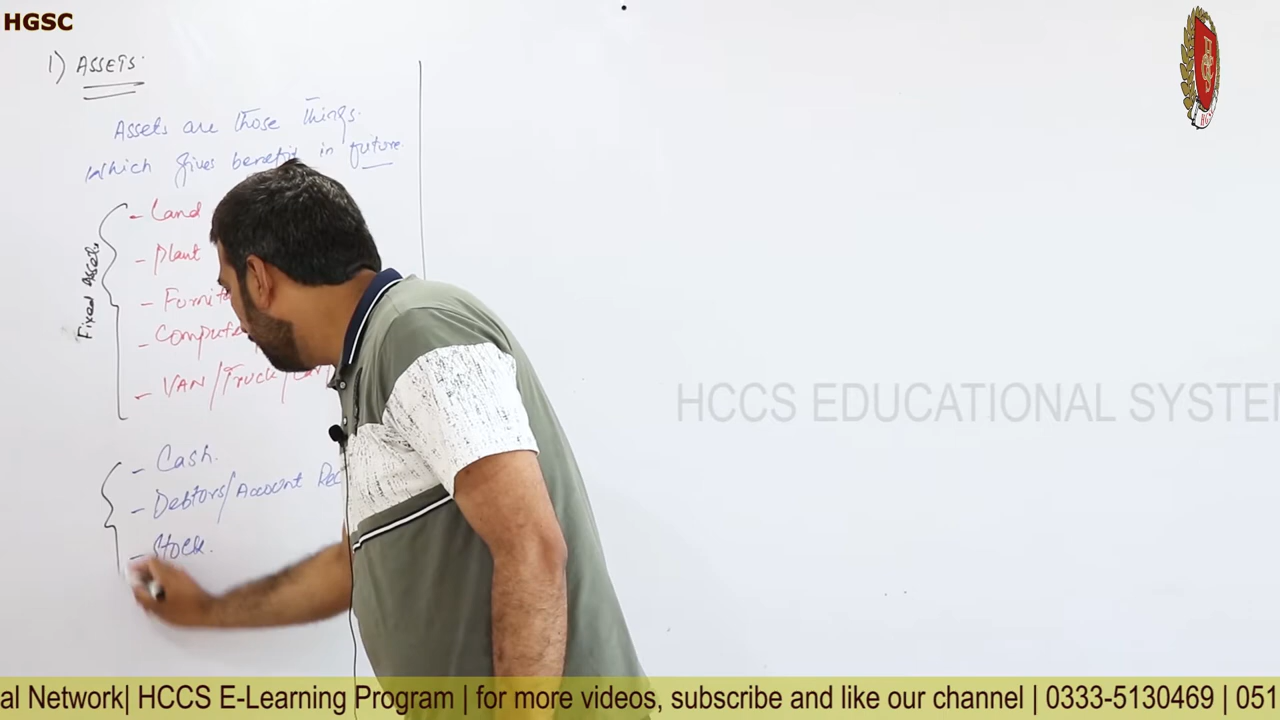 HGSC
1) ASSETS.
Assets are those things.
which gives benefit in future.
- Land
- Plant
Fixed Assets
- Furnit
- Compute
- VAN/Truck/Car
- Cash.
- Debtors/Account Rec
- Stock.
HCCS EDUCATIONAL SYSTE
al Network| HCCS E-Learning Program | for more videos, subscribe and like our channel | 0333-5130469 | 051